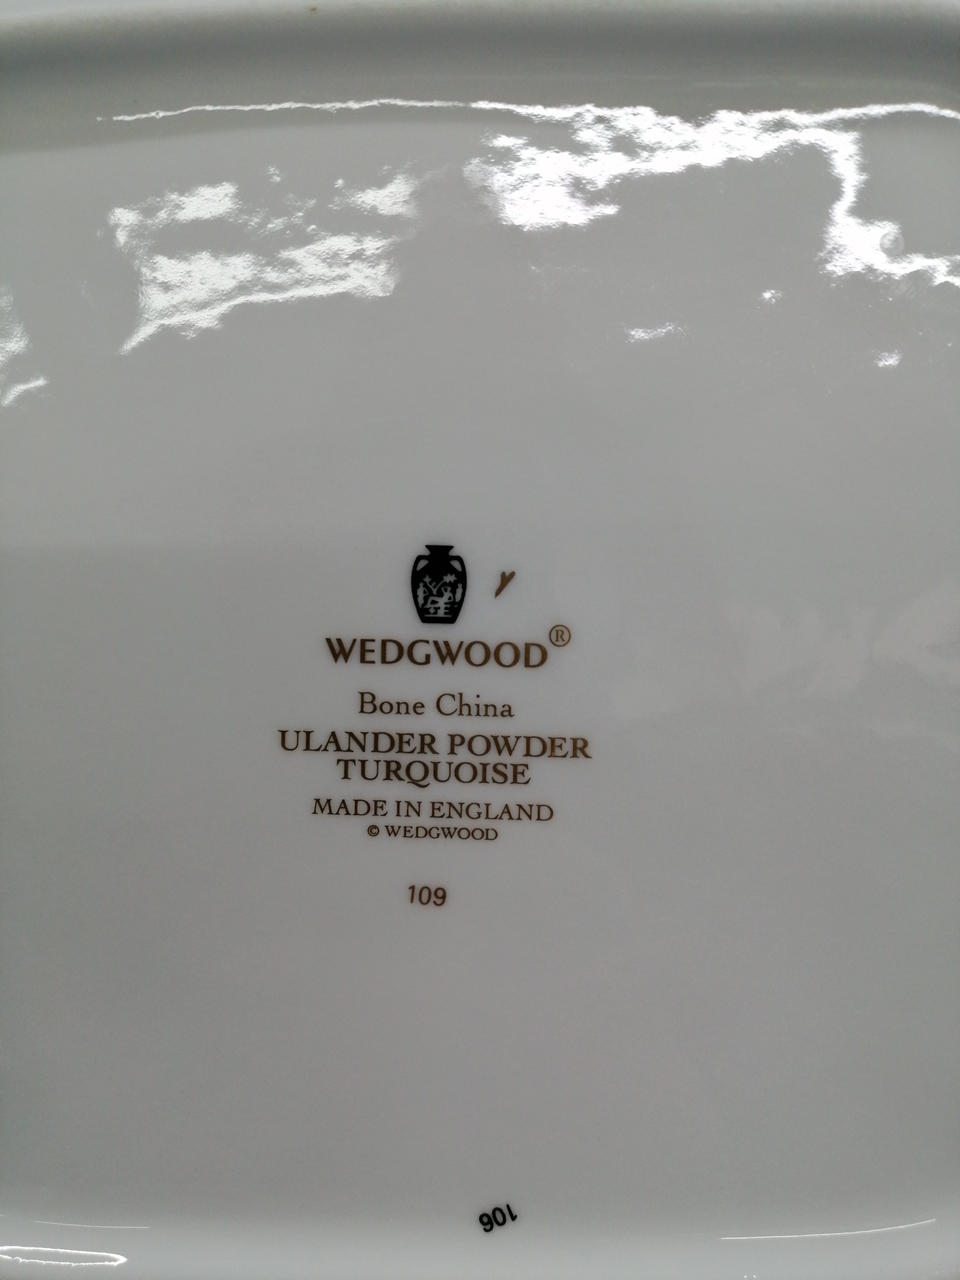 WEDGWOOD®
Bone China
ULANDER POWDER
TURQUOISE
MADE IN ENGLAND
© WEDGWOOD
109
106